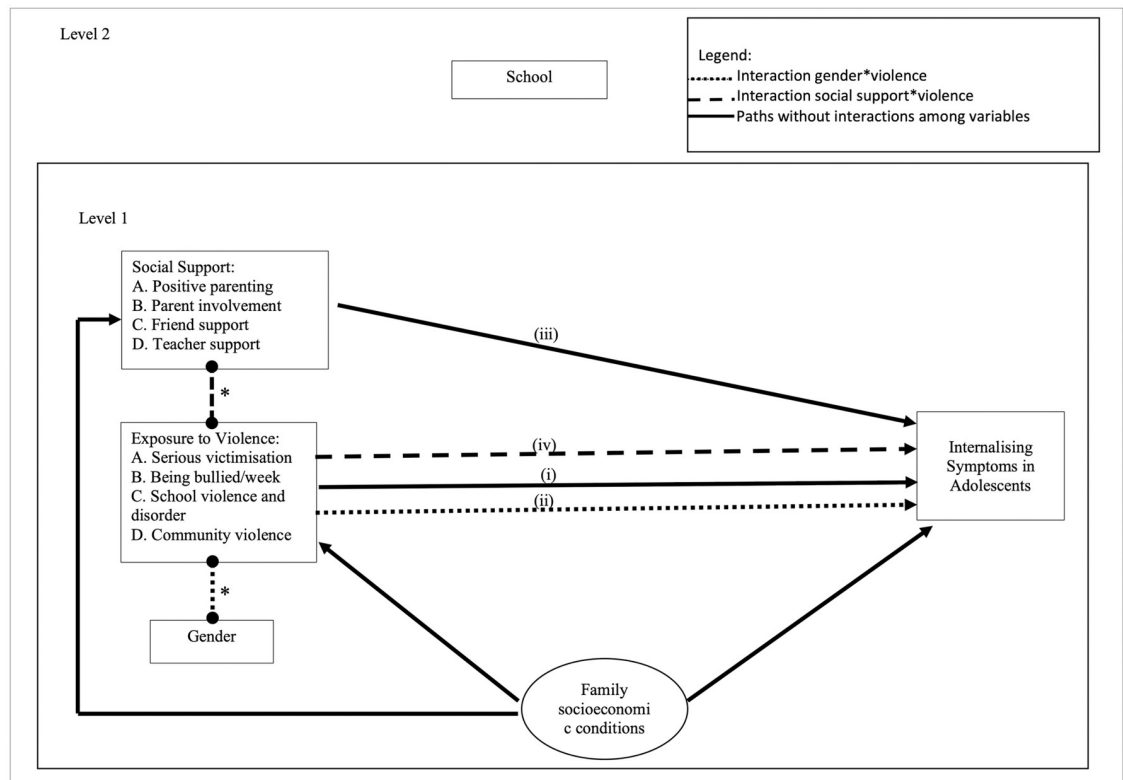 Level 2
School
Legend:
Interaction gender*violence
Interaction social support*violence
Paths without interactions among variables
Level 1
Social Support:
A. Positive parenting
B. Parent involvement
C. Friend support
D. Teacher support
(iii)
*
Exposure to Violence:
A. Serious victimisation
B. Being bullied/week
C. School violence and
disorder
D. Community violence
(iv)
(i)
(ii)
Internalising
Symptoms in
Adolescents
*
Gender
Family
socioeconomi
c conditions